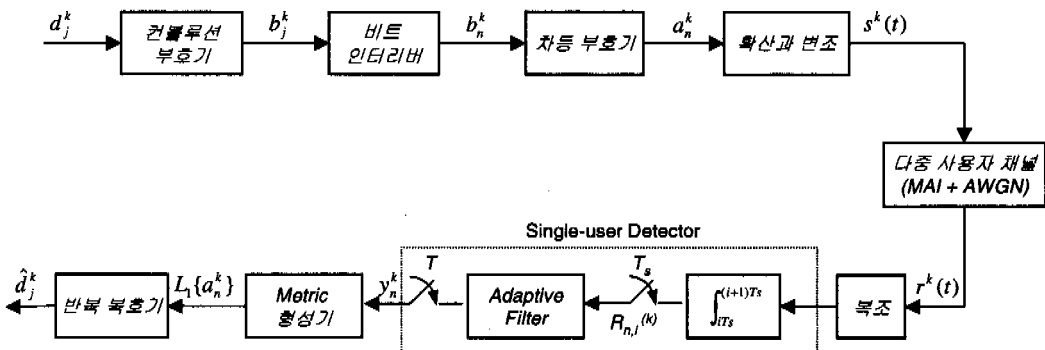 d_j^k
컨볼루션
부호기
b_j^k
비트
인터리버
b_n^k
차등 부호기
a_n^k
확산과 변조
s^k(t)
다중 사용자 채널
(MAI + AWGN)
r^k(t)
복조
Single-user Detector
∫_{iTs}^{(i+1)Ts}
T_s
R_{n,i}^{(k)}
Adaptive
Filter
T
y_n^k
Metric
형성기
L_1{a_n^k}
반복 복호기
\hat{d}_j^k